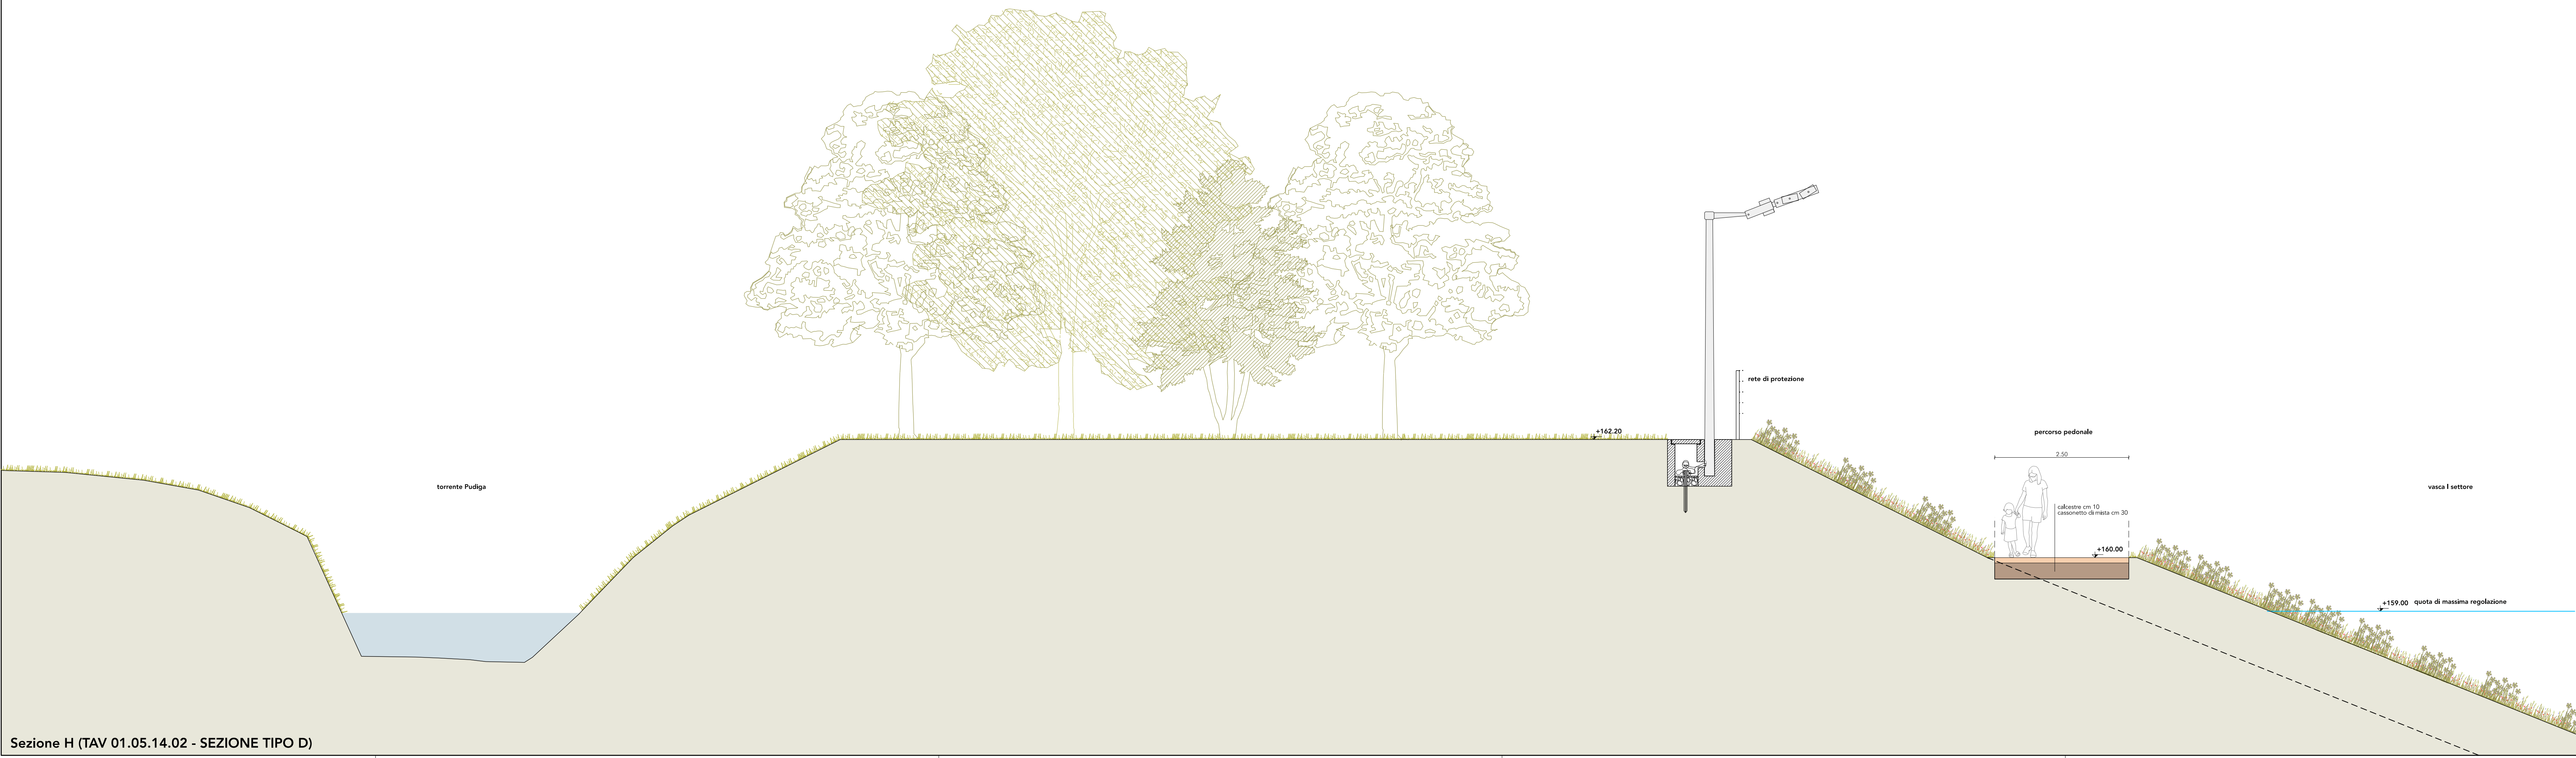 +162.20
rete di protezione
percorso pedonale
2.50
torrente Pudiga
vasca I settore
calcestre cm 10
cassonetto di mista cm 30
+160.00
+159.00 quota di massima regolazione
Sezione H (TAV 01.05.14.02 - SEZIONE TIPO D)